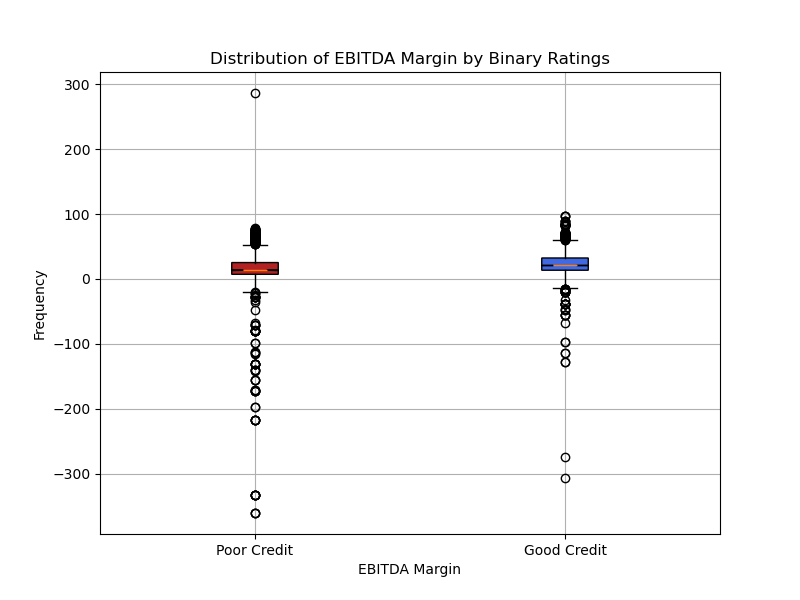 Distribution of EBITDA Margin by Binary Ratings
300
200
100
0
−100
−200
−300
Frequency
Poor Credit
Good Credit
EBITDA Margin